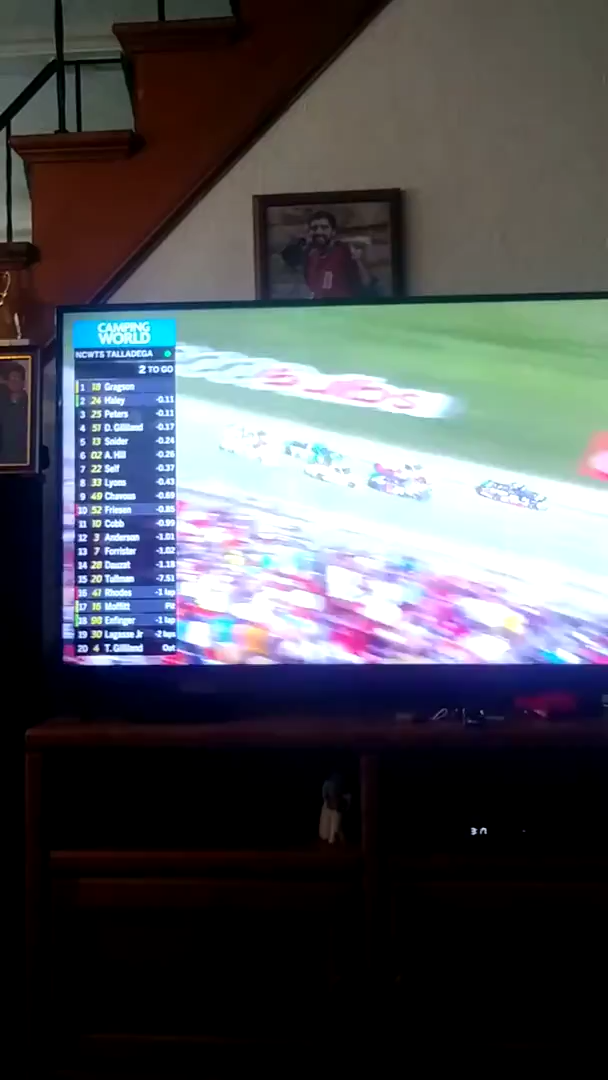 CAMPING
WORLD
NCWTS TALLADEGA
2 TO GO
1 18 Gragson
2 24 Haley -0.11
3 25 Peters -0.11
4 51 D. Gilliland -0.17
5 13 Snider -0.24
6 02 A. Hill -0.26
7 22 Self -0.37
8 33 Lyons -0.43
9 49 Chavous -0.69
10 52 Friesen -0.85
11 10 Cobb -0.99
12 3 Anderson -1.01
13 7 Forrister -1.02
14 28 Dauzat -1.18
15 20 Tallman -7.51
16 41 Rhodes -1 lap
17 16 Moffitt Pit
18 98 Enfinger -1 lap
19 30 Lagasse Jr -2 laps
20 4 T. Gilliland Out